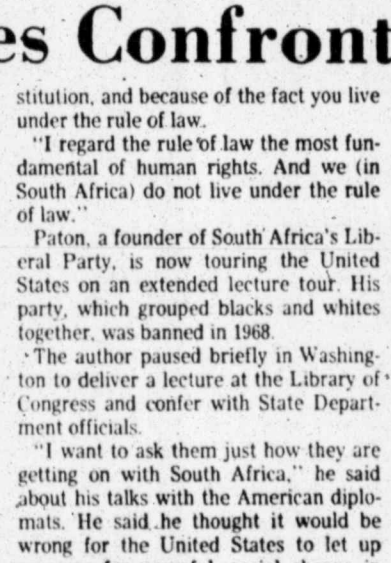 es Confront
stitution, and because of the fact you live
under the rule of law.
"I regard the rule of law the most fun-
damental of human rights. And we (in
South Africa) do not live under the rule
of law."
Paton, a founder of South Africa's Lib-
eral Party, is now touring the United
States on an extended lecture tour. His
party, which grouped blacks and whites
together, was banned in 1968.
The author paused briefly in Washing-
ton to deliver a lecture at the Library of
Congress and confer with State Depart-
ment officials.
"I want to ask them just how they are
getting on with South Africa," he said
about his talks with the American diplo-
mats. He said he thought it would be
wrong for the United States to let up